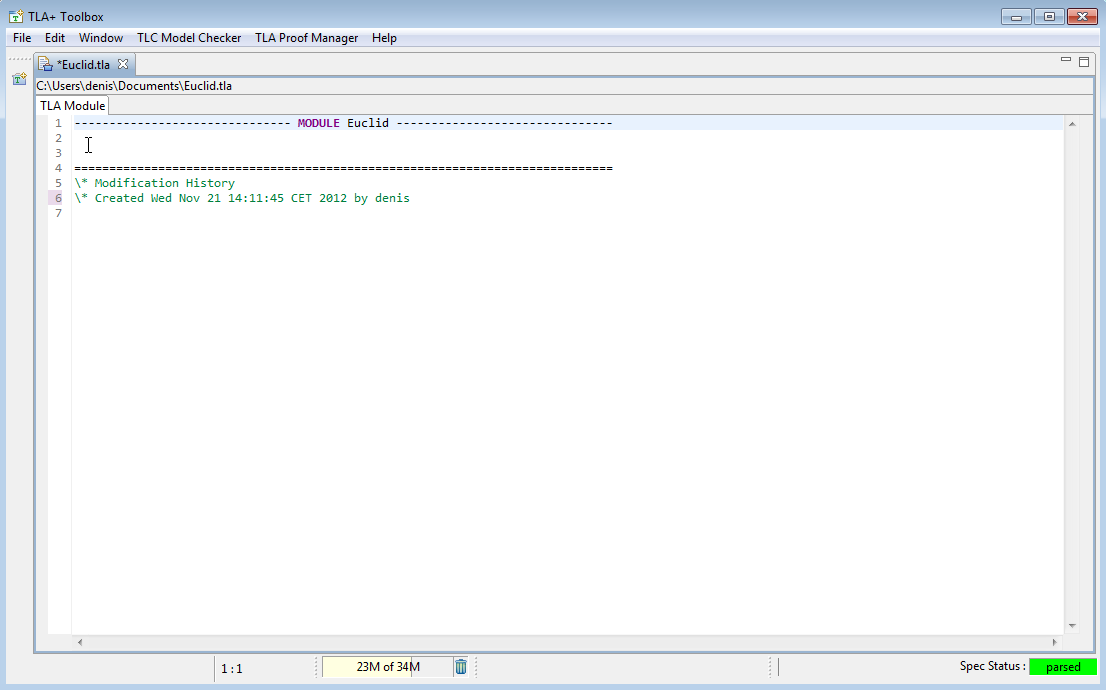 TLA+ Toolbox
File Edit Window TLC Model Checker TLA Proof Manager Help
*Euclid.tla
C:\Users\denis\Documents\Euclid.tla
TLA Module
1 ------------------------------- MODULE Euclid -------------------------------
2
3
4 =============================================================================
5 \* Modification History
6 \* Created Wed Nov 21 14:11:45 CET 2012 by denis
7
1 : 1 23M of 34M Spec Status : parsed